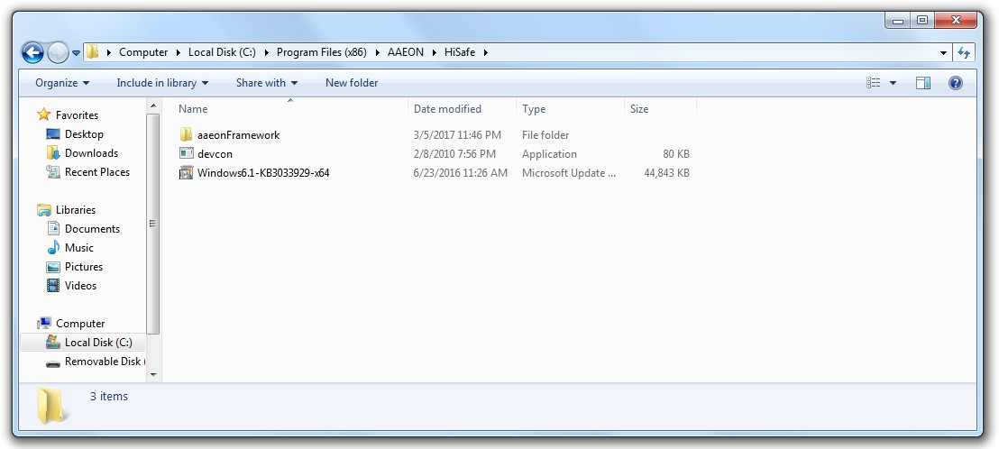 Computer Local Disk (C:) Program Files (x86) AAEON HiSafe
Organize Include in library Share with New folder
Name Date modified Type Size
Favorites
Desktop
Downloads
Recent Places
Libraries
Documents
Music
Pictures
Videos
Computer
Local Disk (C:)
Removable Disk (
aaeonFramework 3/5/2017 11:46 PM File folder
devcon 2/8/2010 7:56 PM Application 80 KB
Windows6.1-KB3033929-x64 6/23/2016 11:26 AM Microsoft Update ... 44,843 KB
3 items